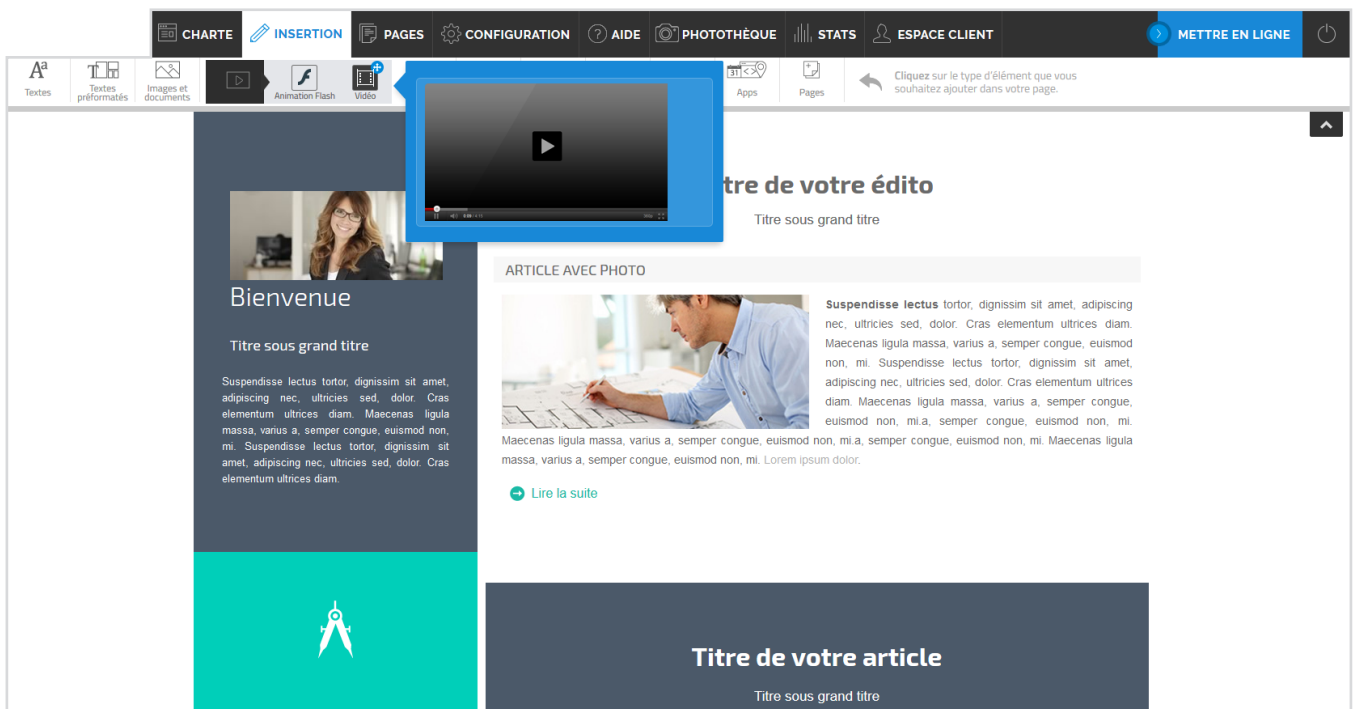 CHARTE INSERTION PAGES CONFIGURATION ? AIDE PHOTOTHÈQUE STATS ESPACE CLIENT METTRE EN LIGNE
Aª
Textes
Textes
préformatés
Images et
documents
Animation Flash
Vidéo
31
Apps
Pages
Cliquez sur le type d'élément que vous
souhaitez ajouter dans votre page.
tre de votre édito
Titre sous grand titre
Bienvenue
Titre sous grand titre
Suspendisse lectus tortor, dignissim sit amet,
adipiscing nec, ultricies sed, dolor. Cras
elementum ultrices diam. Maecenas ligula
massa, varius a, semper congue, euismod non,
mi. Suspendisse lectus tortor, dignissim sit
amet, adipiscing nec, ultricies sed, dolor. Cras
elementum ultrices diam.
ARTICLE AVEC PHOTO
Suspendisse lectus tortor, dignissim sit amet, adipiscing
nec, ultricies sed, dolor. Cras elementum ultrices diam.
Maecenas ligula massa, varius a, semper congue, euismod
non, mi. Suspendisse lectus tortor, dignissim sit amet,
adipiscing nec, ultricies sed, dolor. Cras elementum ultrices
diam. Maecenas ligula massa, varius a, semper congue,
euismod non, mi.a, semper congue, euismod non, mi.
Maecenas ligula massa, varius a, semper congue, euismod non, mi.a, semper congue, euismod non, mi. Maecenas ligula
massa, varius a, semper congue, euismod non, mi. Lorem ipsum dolor.
Lire la suite
Titre de votre article
Titre sous grand titre